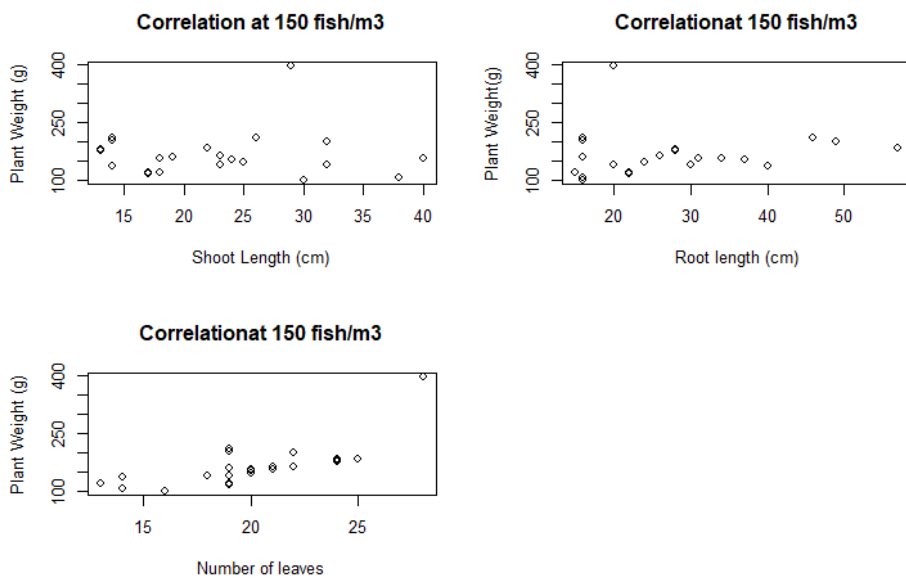 Correlation at 150 fish/m3
Plant Weight (g)
400
250
100
15 20 25 30 35 40
Shoot Length (cm)
Correlationat 150 fish/m3
Plant Weight(g)
400
250
100
20 30 40 50
Root length (cm)
Correlationat 150 fish/m3
Plant Weight (g)
400
250
100
15 20 25
Number of leaves